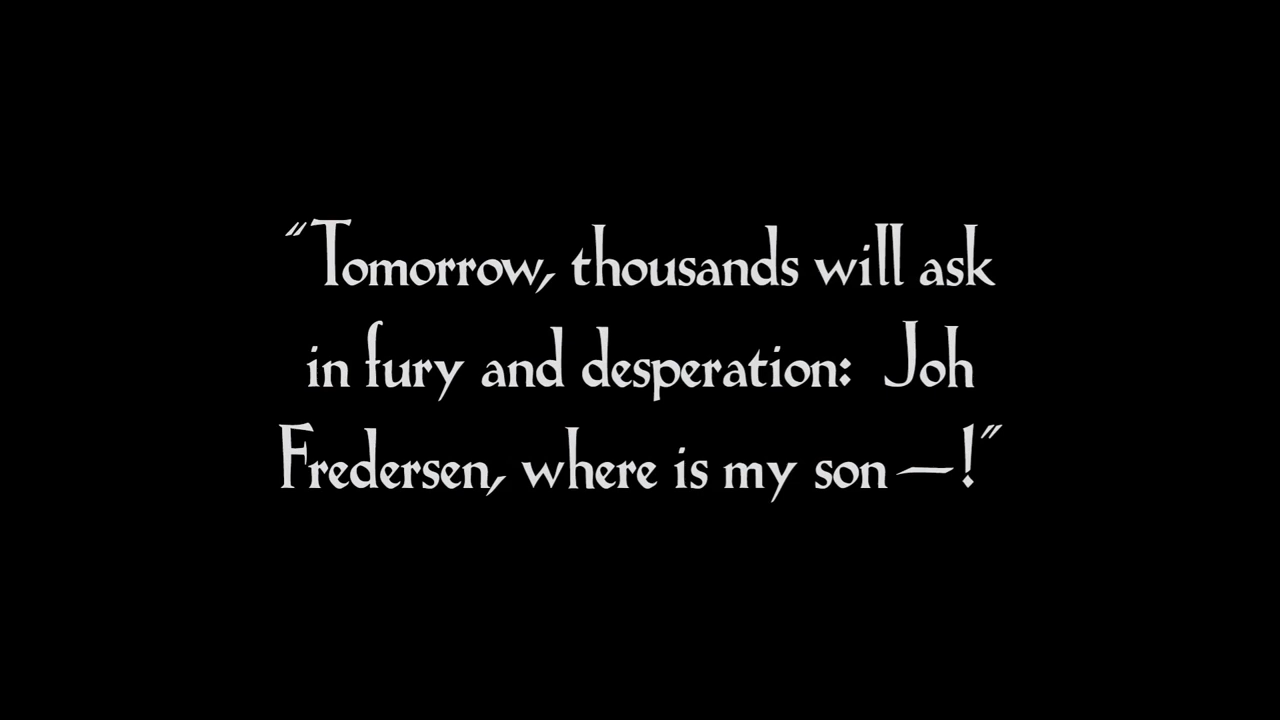 "Tomorrow, thousands will ask
in fury and desperation: Joh
Fredersen, where is my son—!"